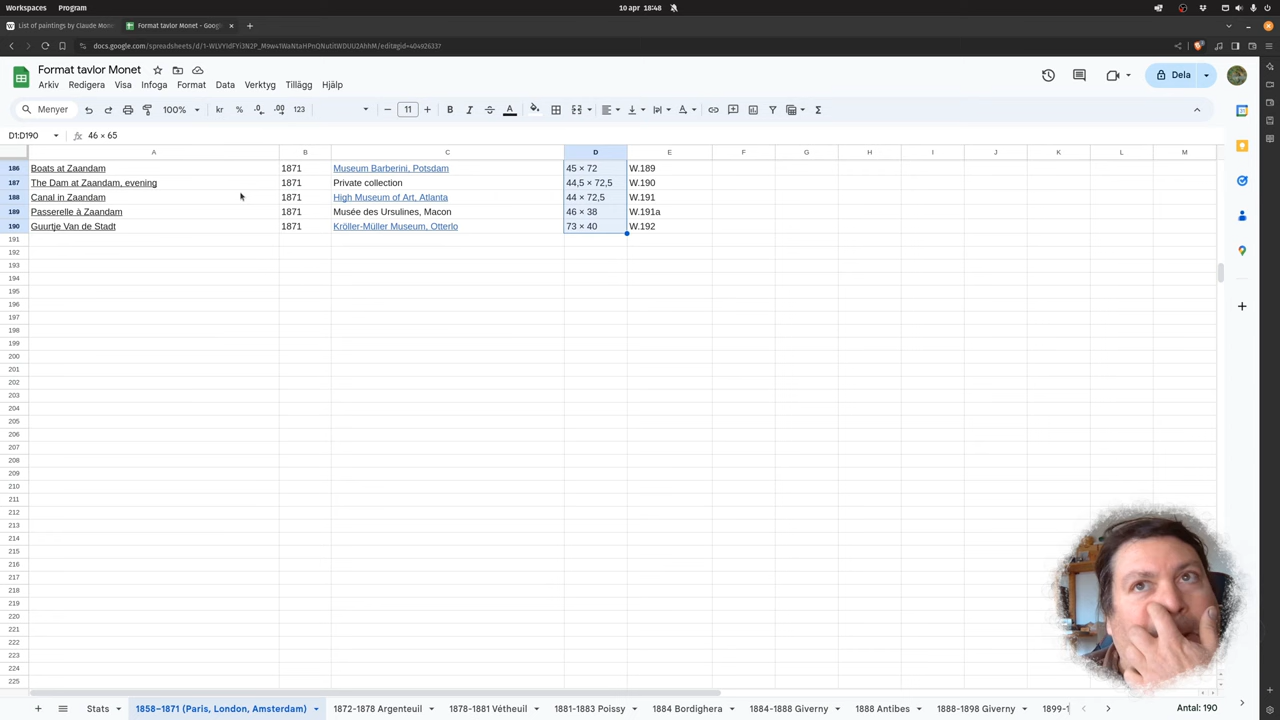 Workspaces Program 10 apr 18:48
List of paintings by Claude Mone Format tavlor Monet - Googl
Format tavlor Monet
Arkiv Redigera Visa Infoga Format Data Verktyg Tillägg Hjälp
Dela
Menyer 100% kr % .0 .00 123 11 B I S A
D1:D190 fx 46 × 65
A B C D E F G H I J K L M
186 Boats at Zaandam 1871 Museum Barberini, Potsdam 45 × 72 W.189
187 The Dam at Zaandam, evening 1871 Private collection 44,5 × 72,5 W.190
188 Canal in Zaandam 1871 High Museum of Art, Atlanta 44 × 72,5 W.191
189 Passerelle à Zaandam 1871 Musée des Ursulines, Macon 46 × 38 W.191a
190 Guurtje Van de Stadt 1871 Kröller-Müller Museum, Otterlo 73 × 40 W.192
191
192
193
194
195
196
197
198
199
200
201
202
203
204
205
206
207
208
209
210
211
212
213
214
215
216
217
218
219
220
221
222
223
224
225
Stats 1858–1871 (Paris, London, Amsterdam) 1872-1878 Argenteuil 1878-1881 Vétheuil 1881-1883 Poissy 1884 Bordighera 1884-1888 Giverny 1888 Antibes 1888-1898 Giverny 1899-1 Antal: 190